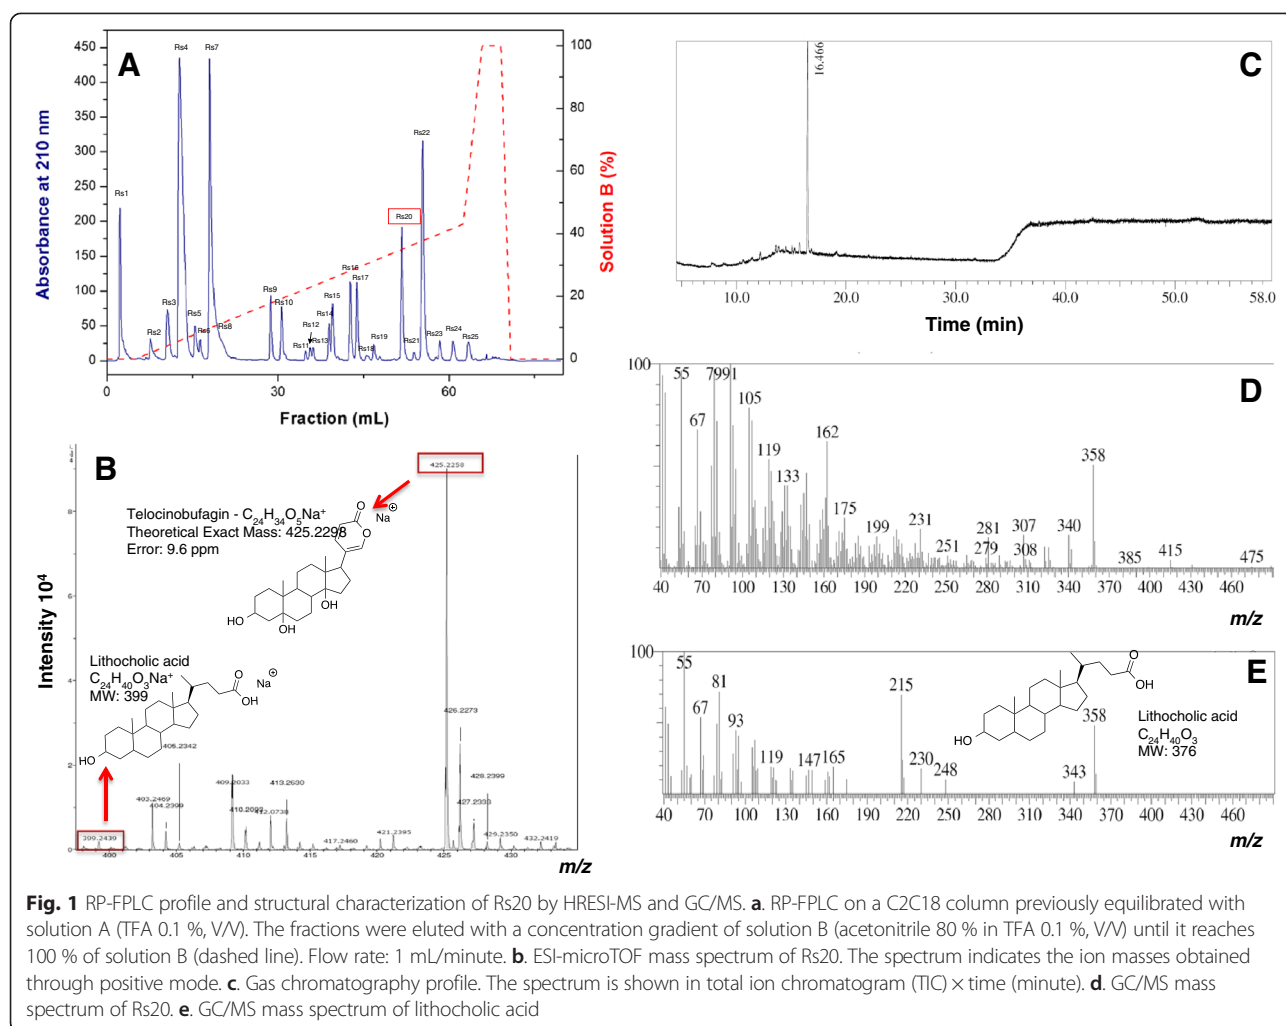 A
Absorbance at 210 nm
450
400
350
300
250
200
150
100
50
0
Rs1
Rs2
Rs3
Rs4
Rs5
Rs6
Rs7
Rs8
Rs9
Rs10
Rs11
Rs12
Rs13
Rs14
Rs15
Rs16
Rs17
Rs18
Rs19
Rs20
Rs21
Rs22
Rs23
Rs24
Rs25
100
80
60
40
20
0
Solution B (%)
0 30 60
Fraction (mL)
C
16.466
10.0 20.0 30.0 40.0 50.0 58.0
Time (min)
B
Intensity 10^4
8
6
4
2
0
425.2258
Telocinobufagin - C24H34O5Na+
Theoretical Exact Mass: 425.2298
Error: 9.6 ppm
O
O
Na +
HO
OH
OH
Lithocholic acid
C24H40O3Na+
MW: 399
O
OH
Na +
HO
399.2439
403.2469
404.2399
405.2342
409.2033
410.2099
412.0738
413.2630
417.2460
421.2395
426.2273
427.2333
428.2399
429.2350
432.2419
400 405 410 415 420 425 430
m/z
D
100
55 67 79 91 105 119 133 162 175 199 231 251 279 281 307 308 340 358 385 415 475
40 70 100 130 160 190 220 250 280 310 340 370 400 430 460 490
m/z
E
100
55 67 81 93 119 147 165 215 230 248 343 358
O
OH
HO
Lithocholic acid
C24H40O3
MW: 376
40 70 100 130 160 190 220 250 280 310 340 370 400 430 460 490
m/z
Fig. 1 RP-FPLC profile and structural characterization of Rs20 by HRESI-MS and GC/MS. a. RP-FPLC on a C2C18 column previously equilibrated with
solution A (TFA 0.1 %, V/V). The fractions were eluted with a concentration gradient of solution B (acetonitrile 80 % in TFA 0.1 %, V/V) until it reaches
100 % of solution B (dashed line). Flow rate: 1 mL/minute. b. ESI-microTOF mass spectrum of Rs20. The spectrum indicates the ion masses obtained
through positive mode. c. Gas chromatography profile. The spectrum is shown in total ion chromatogram (TIC) × time (minute). d. GC/MS mass
spectrum of Rs20. e. GC/MS mass spectrum of lithocholic acid